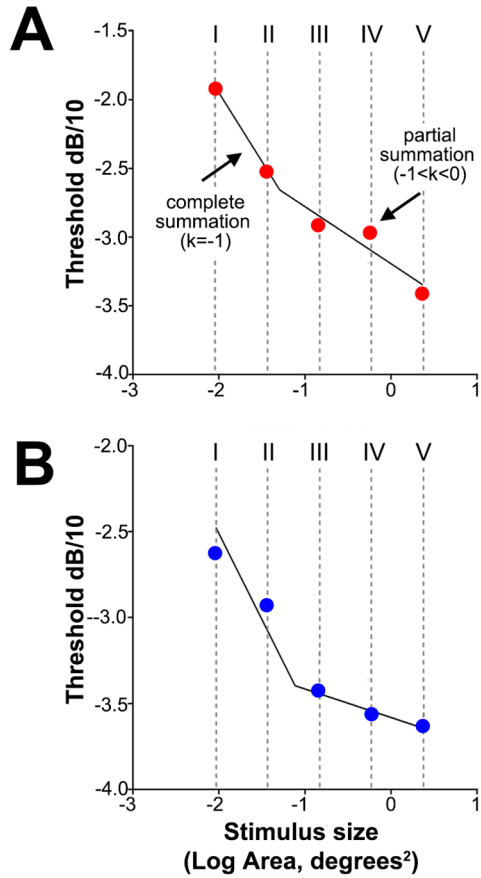 A
I II III IV V
-1.5
-2.0
-2.5
-3.0
-3.5
-4.0
Threshold dB/10
partial
summation
(-1<k<0)
complete
summation
(k=-1)
-3 -2 -1 0 1
B
I II III IV V
-2.0
-2.5
-3.0
-3.5
-4.0
Threshold dB/10
-3 -2 -1 0 1
Stimulus size
(Log Area, degrees²)